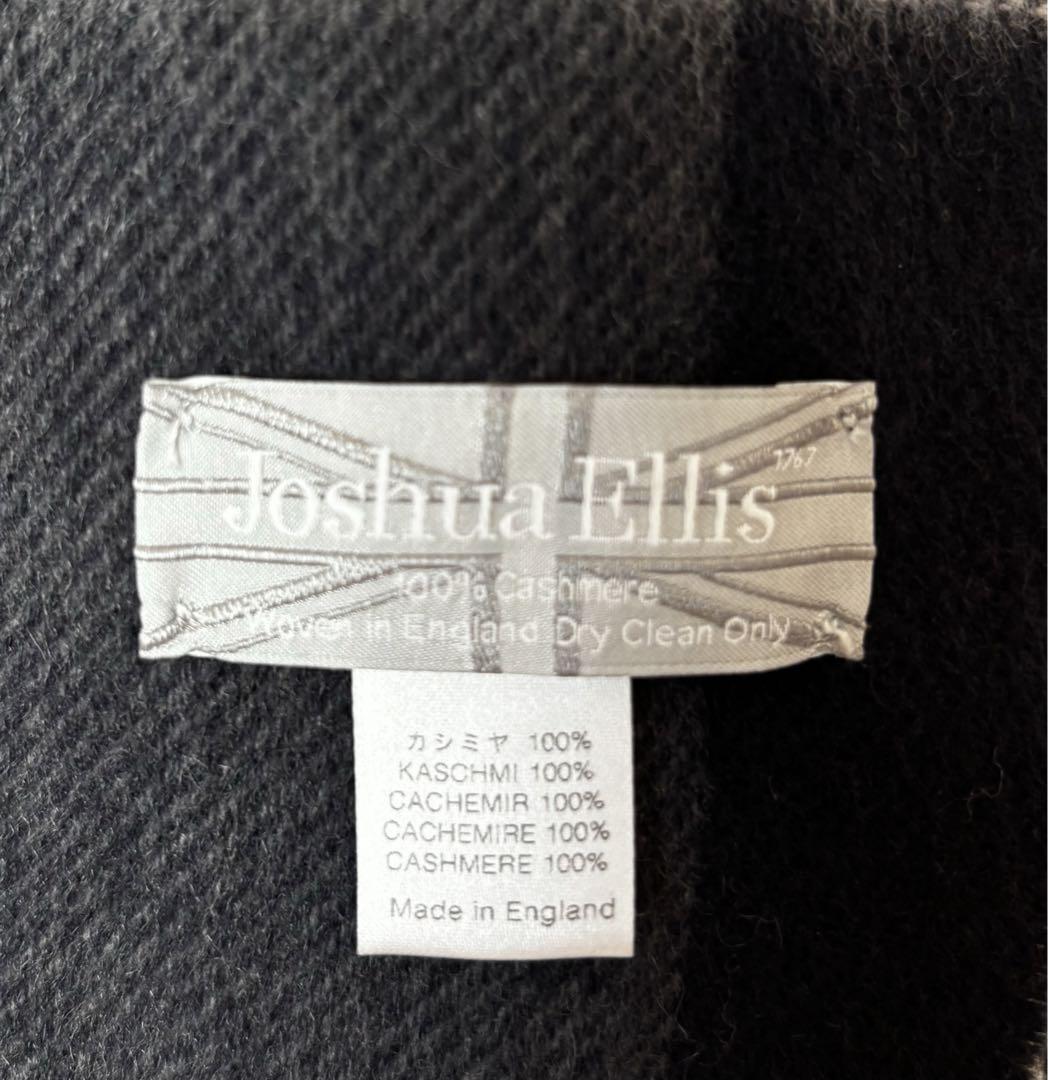 Joshua Ellis 1767
100% Cashmere
Woven in England Dry Clean Only
カシミヤ 100%
KASCHMI 100%
CACHEMIR 100%
CACHEMIRE 100%
CASHMERE 100%
Made in England